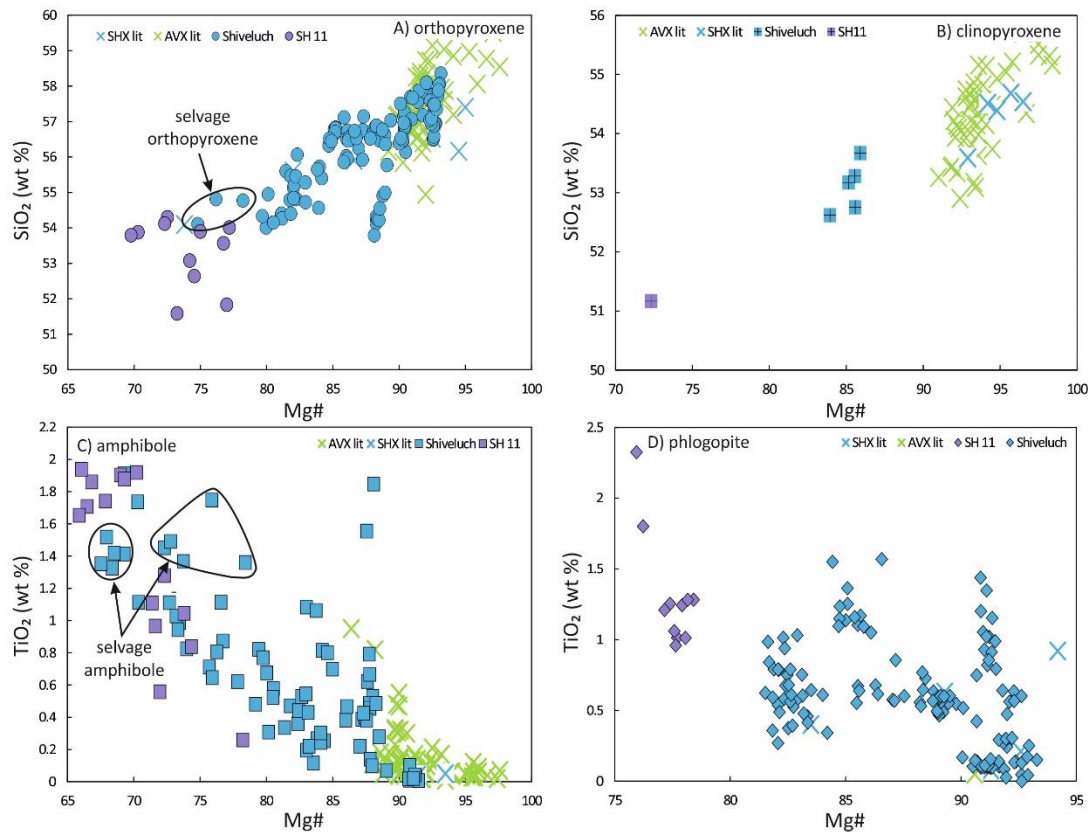 SHX lit AVX lit Shiveluch SH 11 A) orthopyroxene
60
59
58
57
56
55
54
53
52
51
50
SiO₂ (wt %)
selvage
orthopyroxene
65 70 75 80 85 90 95 100
Mg#
AVX lit SHX lit Shiveluch SH11 B) clinopyroxene
56
55
54
53
52
51
50
SiO₂ (wt %)
70 75 80 85 90 95 100
Mg#
C) amphibole AVX lit SHX lit Shiveluch SH 11
2.2
2
1.8
1.6
1.4
1.2
1
0.8
0.6
0.4
0.2
0
TiO₂ (wt %)
selvage
amphibole
65 70 75 80 85 90 95 100
Mg#
D) phlogopite SHX lit AVX lit SH 11 Shiveluch
2.5
2
1.5
1
0.5
0
TiO₂ (wt %)
75 80 85 90 95
Mg#